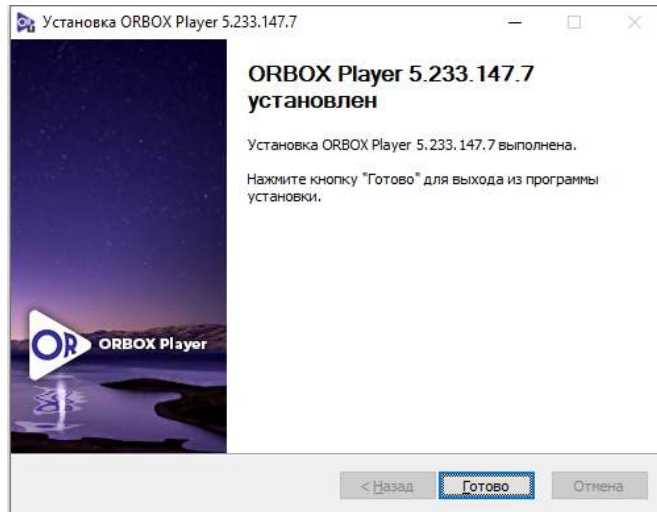 Установка ORBOX Player 5.233.147.7
ORBOX Player 5.233.147.7
установлен
Установка ORBOX Player 5.233.147.7 выполнена.
Нажмите кнопку "Готово" для выхода из программы
установки.
OR ORBOX Player
< Назад Готово Отмена